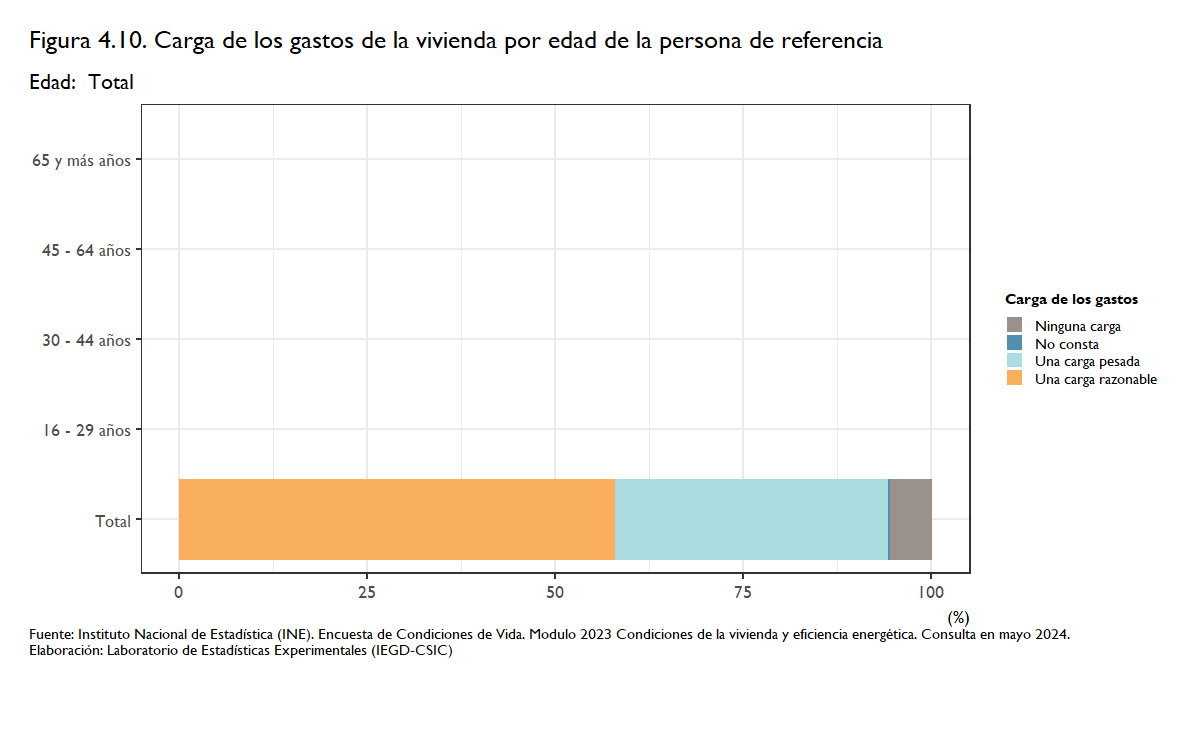 Figura 4.10. Carga de los gastos de la vivienda por edad de la persona de referencia
Edad: Total
65 y más años
45 - 64 años
30 - 44 años
16 - 29 años
Total
0 25 50 75 100
(%)
Carga de los gastos
Ninguna carga
No consta
Una carga pesada
Una carga razonable
Fuente: Instituto Nacional de Estadística (INE). Encuesta de Condiciones de Vida. Modulo 2023 Condiciones de la vivienda y eficiencia energética. Consulta en mayo 2024.
Elaboración: Laboratorio de Estadísticas Experimentales (IEGD-CSIC)